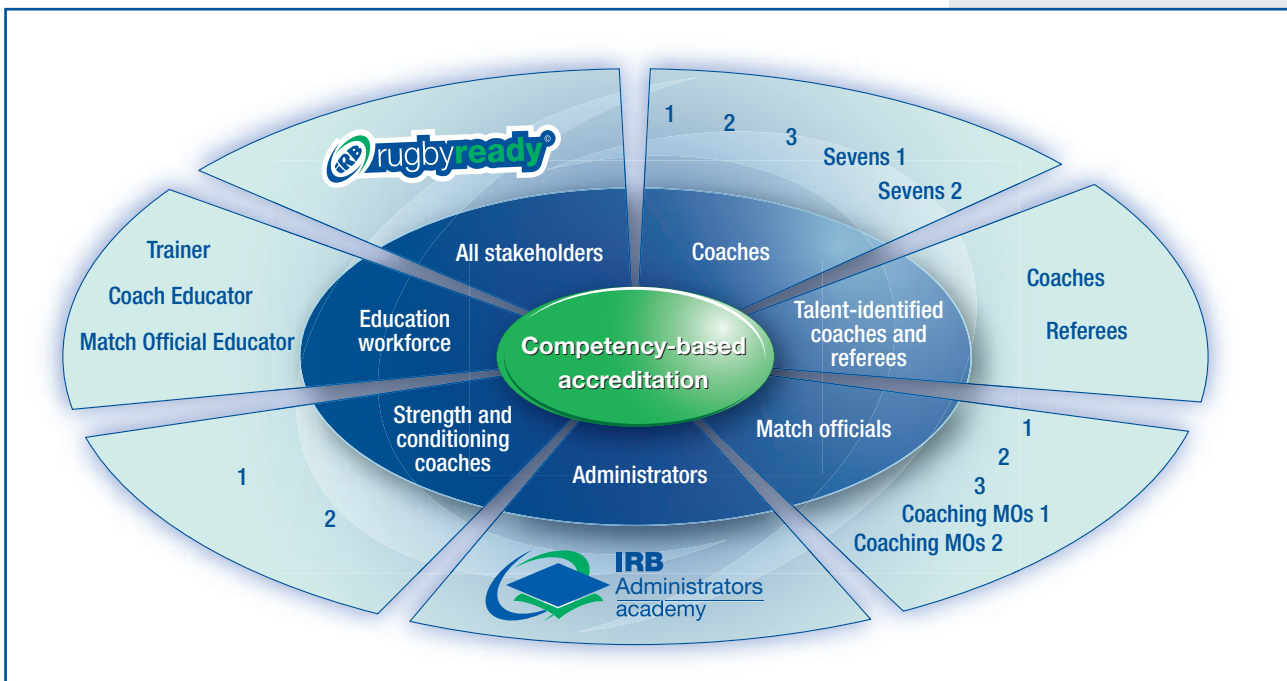 IRB rugbyready©
1
2
3
Sevens 1
Sevens 2
All stakeholders
Coaches
Trainer
Coach Educator
Match Official Educator
Education
workforce
Competency-based
accreditation
Talent-identified
coaches and
referees
Coaches
Referees
Strength and
conditioning
coaches
Administrators
Match officials
1
2
1
2
3
Coaching MOs 1
Coaching MOs 2
IRB
Administrators
academy